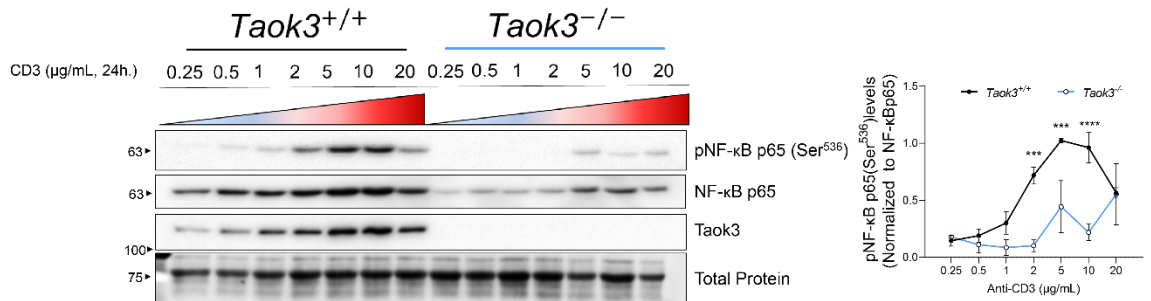 Taok3+/+ Taok3−/−
CD3 (µg/mL, 24h.) 0.25 0.5 1 2 5 10 20 0.25 0.5 1 2 5 10 20
63 pNF-κB p65 (Ser536)
63 NF-κB p65
Taok3
100
75 Total Protein
pNF-κB p65(Ser536)levels
(Normalized to NF-κBp65)
Taok3+/+ Taok3-/-
1.5
1.0
0.5
0.0
*** *** ****
0.25 0.5 1 2 5 10 20
Anti-CD3 (µg/mL)